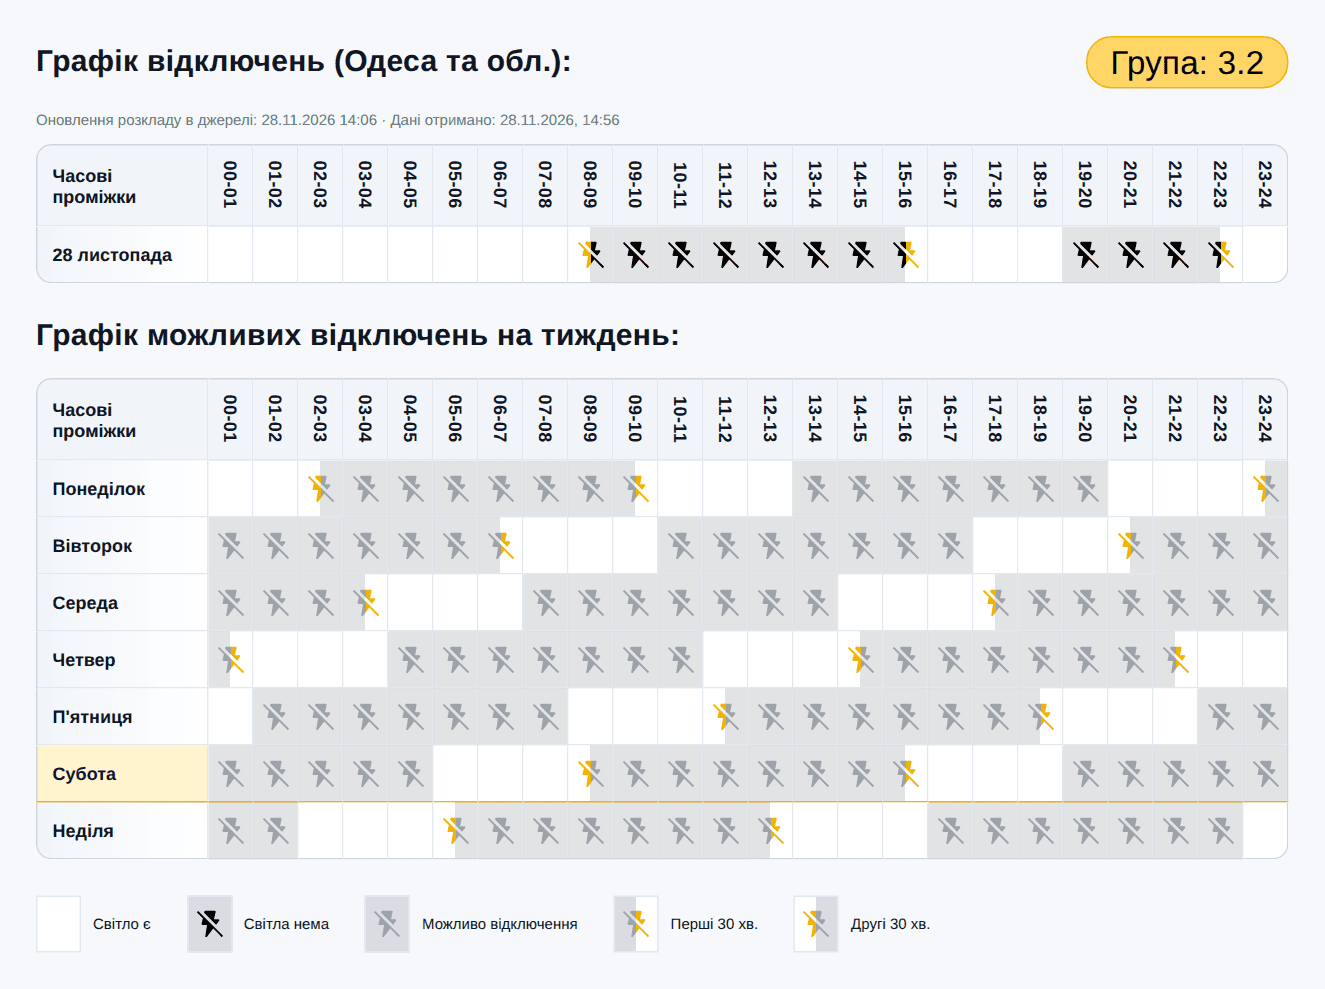 Графік відключень (Одеса та обл.):
Група: 3.2
Оновлення розкладу в джерелі: 28.11.2026 14:06 · Дані отримано: 28.11.2026, 14:56
Часові
проміжки
00-01 01-02 02-03 03-04 04-05 05-06 06-07 07-08 08-09 09-10 10-11 11-12 12-13 13-14 14-15 15-16 16-17 17-18 18-19 19-20 20-21 21-22 22-23 23-24
28 листопада
Графік можливих відключень на тиждень:
Часові
проміжки
00-01 01-02 02-03 03-04 04-05 05-06 06-07 07-08 08-09 09-10 10-11 11-12 12-13 13-14 14-15 15-16 16-17 17-18 18-19 19-20 20-21 21-22 22-23 23-24
Понеділок
Вівторок
Середа
Четвер
П'ятниця
Субота
Неділя
Світло є
Світла нема
Можливо відключення
Перші 30 хв.
Другі 30 хв.